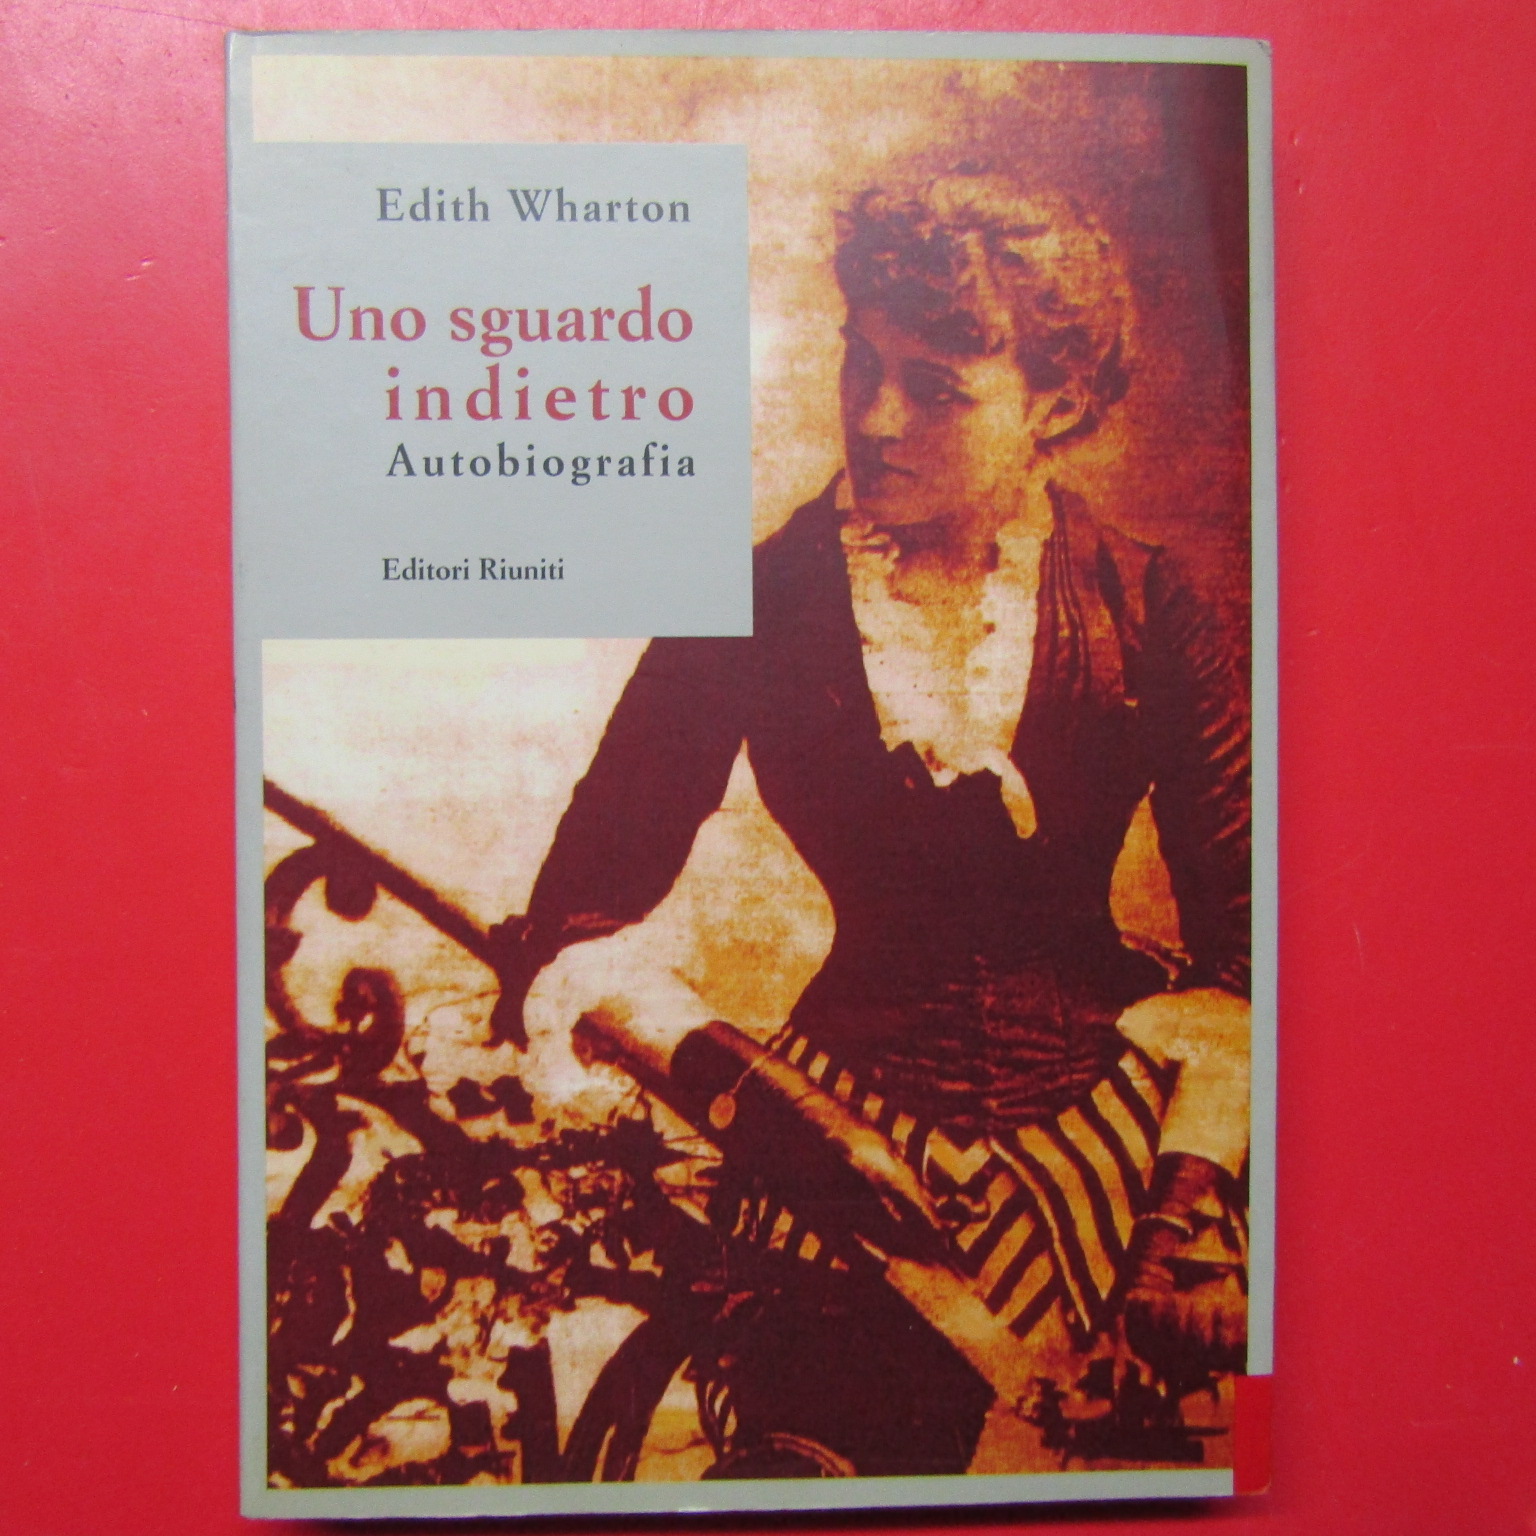 Edith Wharton
Uno sguardo
indietro
Autobiografia
Editori Riuniti